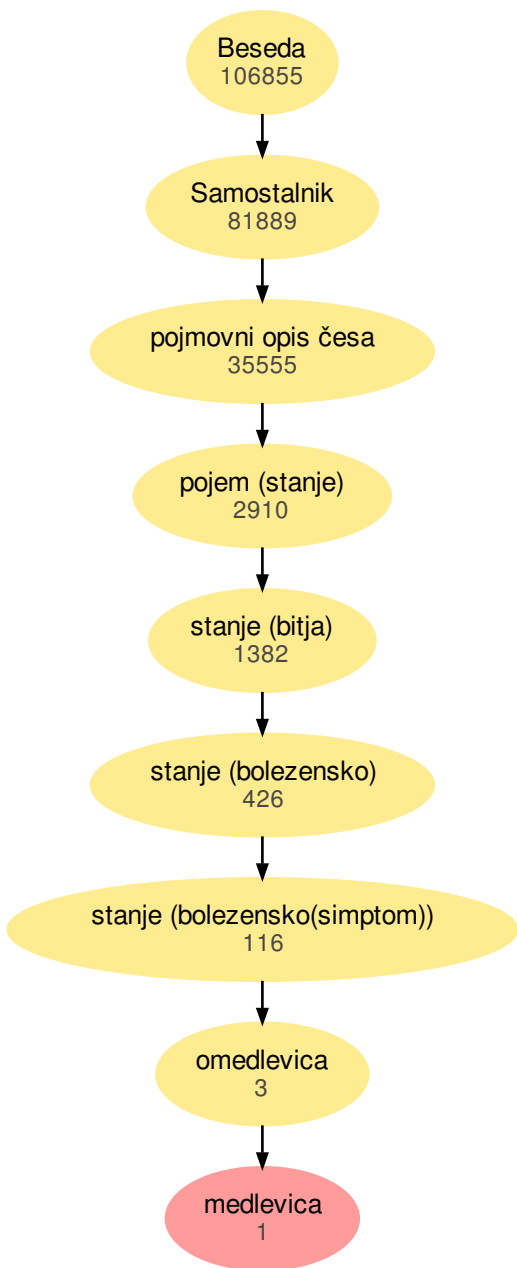 Beseda
106855
Samostalnik
81889
pojmovni opis česa
35555
pojem (stanje)
2910
stanje (bitja)
1382
stanje (bolezensko)
426
stanje (bolezensko(simptom))
116
omedlevica
3
medlevica
1